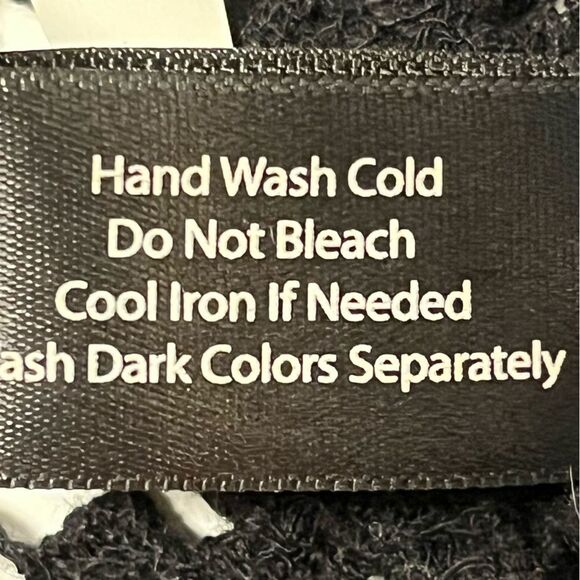 Hand Wash Cold
Do Not Bleach
Cool Iron If Needed
ash Dark Colors Separately